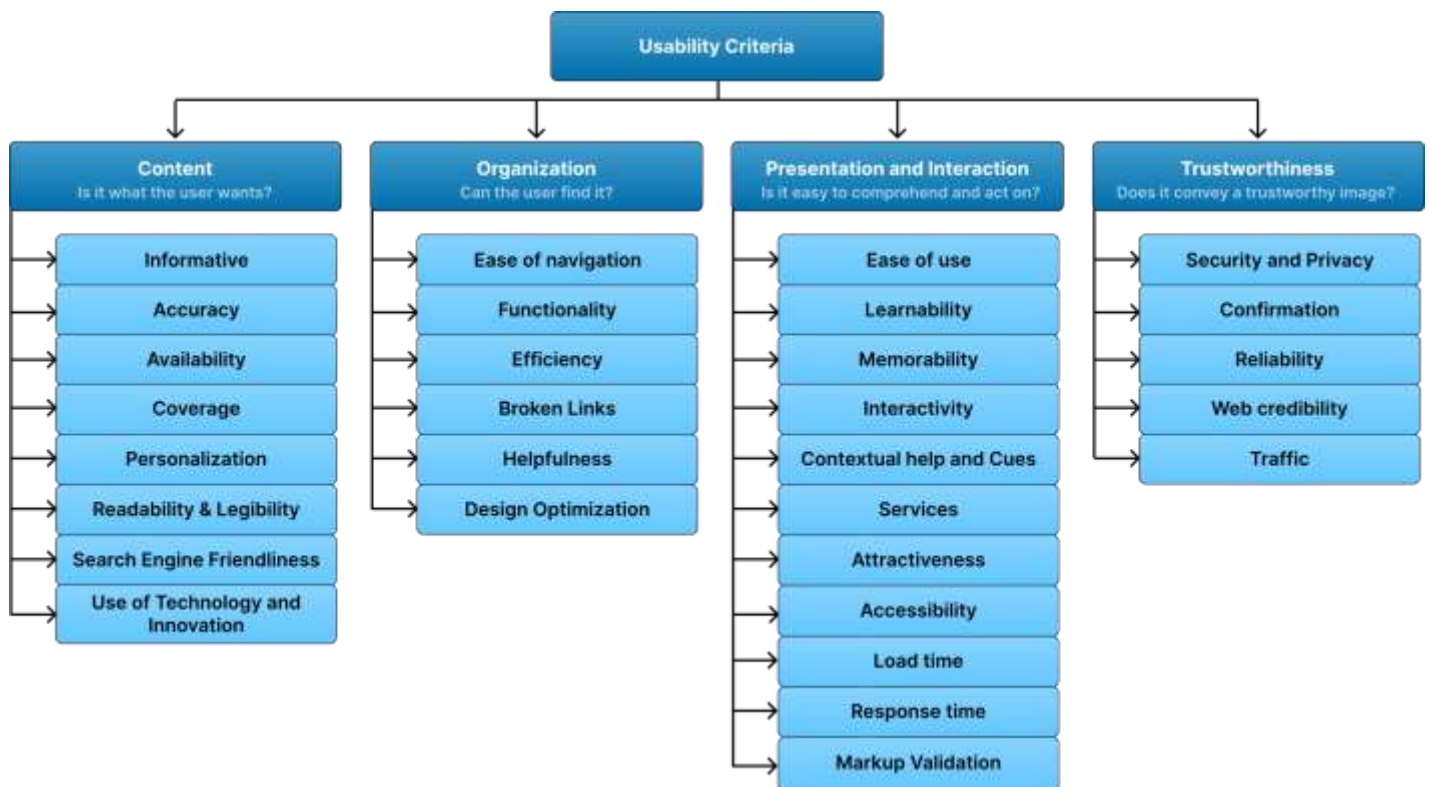 Usability Criteria
Content
Is it what the user wants?
Informative
Accuracy
Availability
Coverage
Personalization
Readability & Legibility
Search Engine Friendliness
Use of Technology and
Innovation
Organization
Can the user find it?
Ease of navigation
Functionality
Efficiency
Broken Links
Helpfulness
Design Optimization
Presentation and Interaction
Is it easy to comprehend and act on?
Ease of use
Learnability
Memorability
Interactivity
Contextual help and Cues
Services
Attractiveness
Accessibility
Load time
Response time
Markup Validation
Trustworthiness
Does it convey a trustworthy image?
Security and Privacy
Confirmation
Reliability
Web credibility
Traffic